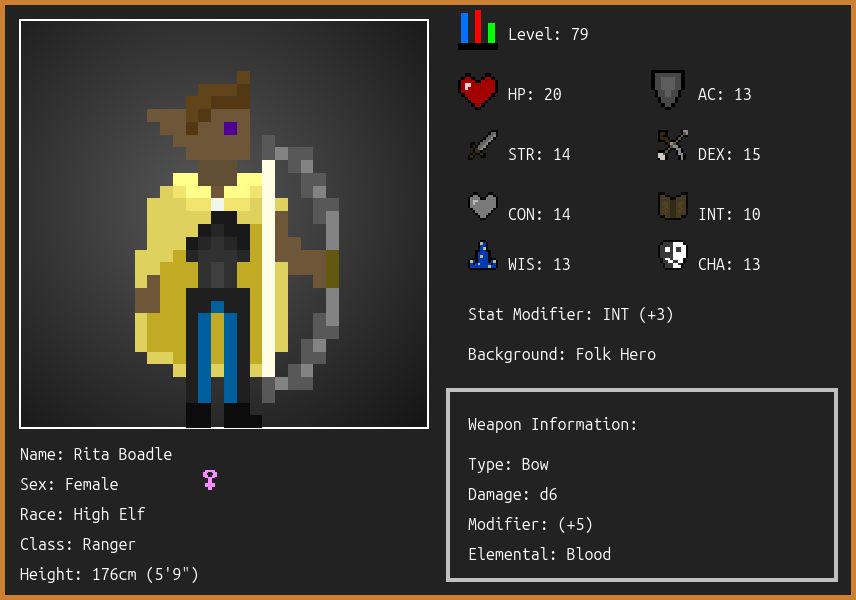 Level: 79
HP: 20
AC: 13
STR: 14
DEX: 15
CON: 14
INT: 10
WIS: 13
CHA: 13
Stat Modifier: INT (+3)
Background: Folk Hero
Weapon Information:
Type: Bow
Damage: d6
Modifier: (+5)
Elemental: Blood
Name: Rita Boadle
Sex: Female
Race: High Elf
Class: Ranger
Height: 176cm (5'9")